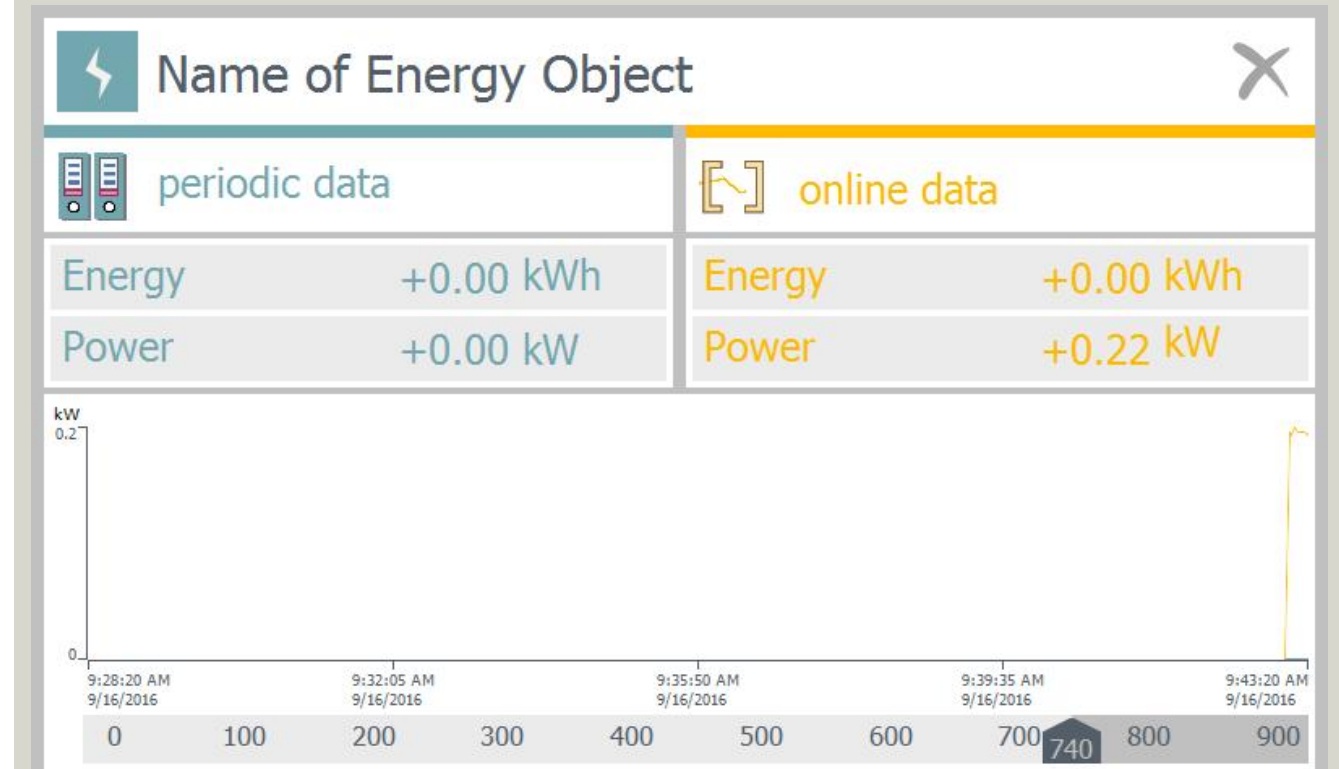 Name of Energy Object
periodic data
online data
Energy +0.00 kWh
Energy +0.00 kWh
Power +0.00 kW
Power +0.22 kW
kW
0.2
0
9:28:20 AM 9:32:05 AM 9:35:50 AM 9:39:35 AM 9:43:20 AM
9/16/2016 9/16/2016 9/16/2016 9/16/2016 9/16/2016
0 100 200 300 400 500 600 700 740 800 900